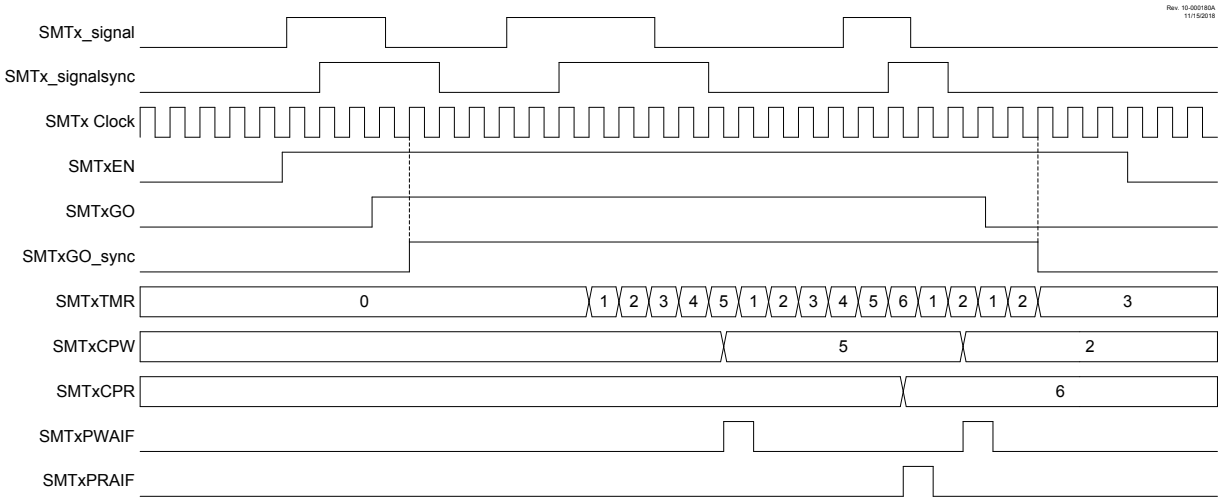 Rev. 10-000180A
11/15/2018
SMTx_signal
SMTx_signalsync
SMTx Clock
SMTxEN
SMTxGO
SMTxGO_sync
SMTxTMR 0 1 2 3 4 5 1 2 3 4 5 6 1 2 1 2 3
SMTxCPW 5 2
SMTxCPR 6
SMTxPWAIF
SMTxPRAIF